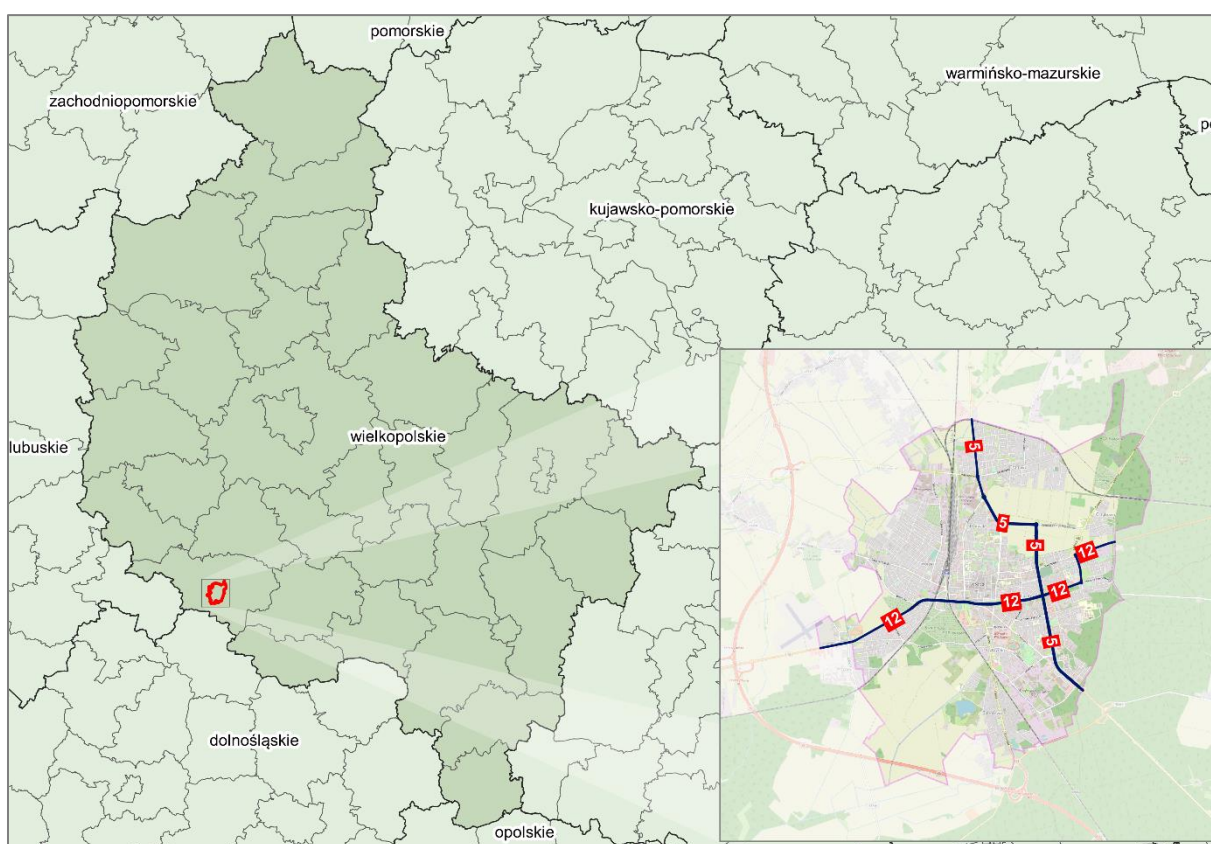 pomorskie
warmińsko-mazurskie
zachodniopomorskie
kujawsko-pomorskie
wielkopolskie
lubuskie
dolnośląskie
opolskie
5
5
5
12
12
12
12
5